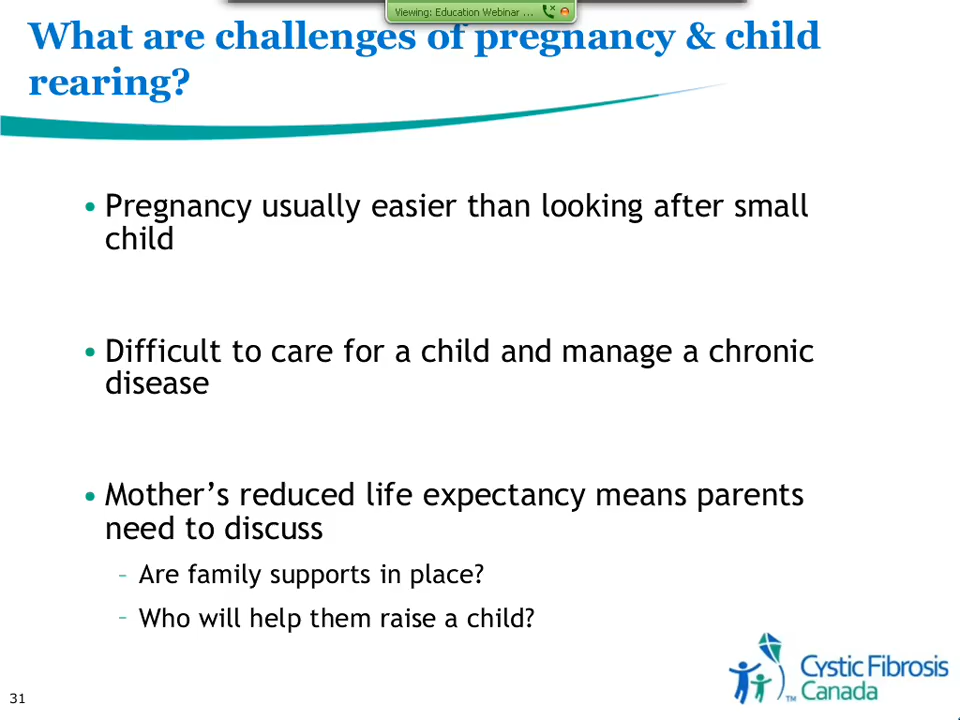 Viewing: Education Webinar ...
What are challenges of pregnancy & child
rearing?
• Pregnancy usually easier than looking after small
child
• Difficult to care for a child and manage a chronic
disease
• Mother’s reduced life expectancy means parents
need to discuss
– Are family supports in place?
– Who will help them raise a child?
31
™ Cystic Fibrosis
Canada